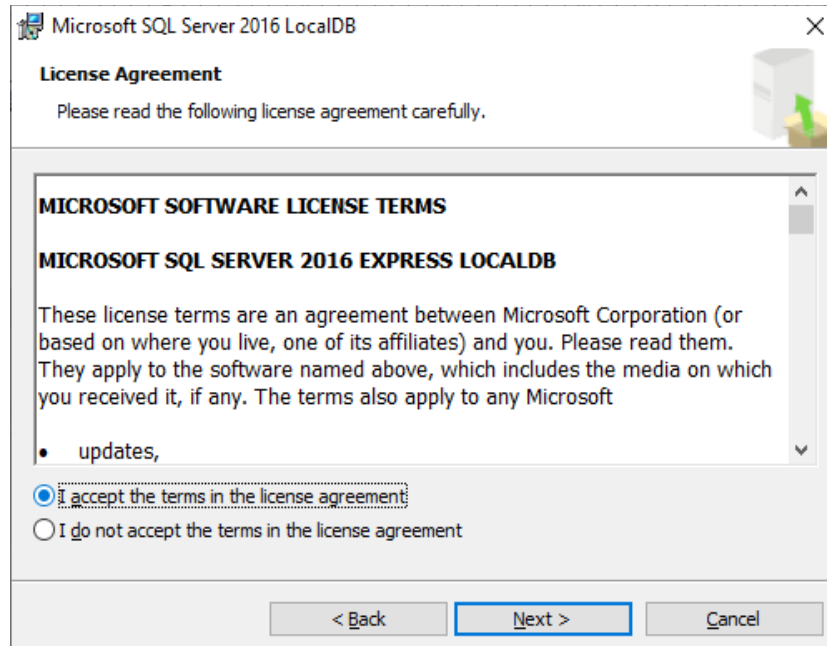 Microsoft SQL Server 2016 LocalDB
License Agreement
Please read the following license agreement carefully.
MICROSOFT SOFTWARE LICENSE TERMS
MICROSOFT SQL SERVER 2016 EXPRESS LOCALDB
These license terms are an agreement between Microsoft Corporation (or
based on where you live, one of its affiliates) and you. Please read them.
They apply to the software named above, which includes the media on which
you received it, if any. The terms also apply to any Microsoft
• updates,
I accept the terms in the license agreement
I do not accept the terms in the license agreement
< Back
Next >
Cancel